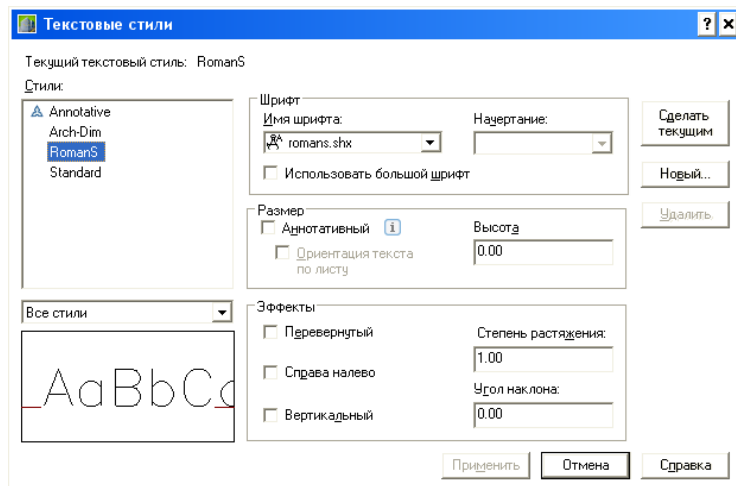 Текстовые стили
Текущий текстовый стиль: RomanS
Стили:
Annotative
Arch-Dim
RomanS
Standard
Все стили
AaBbCc
Шрифт
Имя шрифта:
romans.shx
Начертание:
Использовать большой шрифт
Размер
Аннотативный
Ориентация текста
по листу
Высота
0.00
Эффекты
Перевернутый
Справа налево
Вертикальный
Степень растяжения:
1.00
Угол наклона:
0.00
Сделать
текущим
Новый...
Удалить
Применить
Отмена
Справка